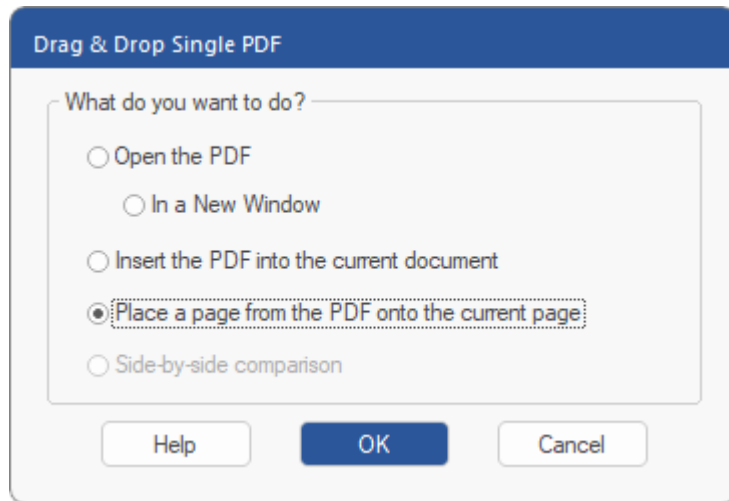 Drag & Drop Single PDF
What do you want to do?
Open the PDF
In a New Window
Insert the PDF into the current document
Place a page from the PDF onto the current page
Side-by-side comparison
Help
OK
Cancel